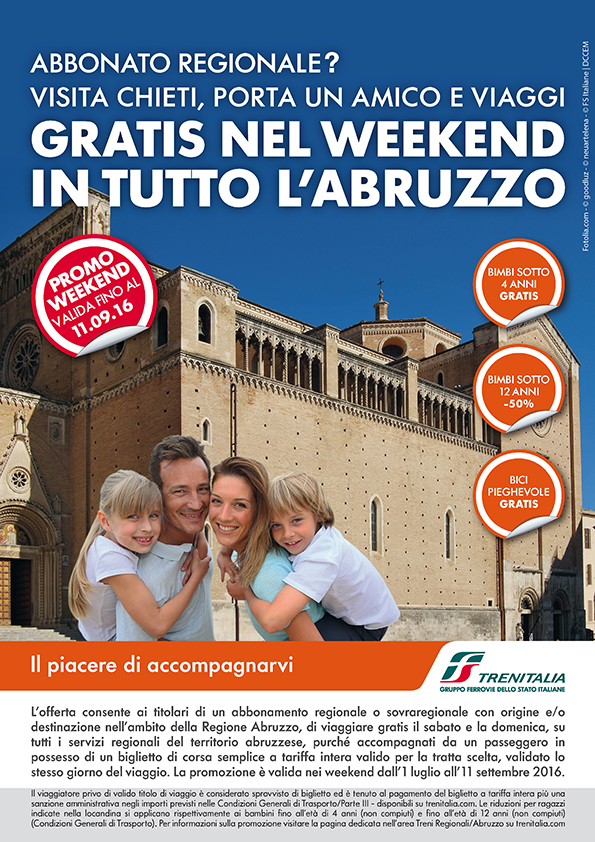 ABBONATO REGIONALE?
VISITA CHIETI, PORTA UN AMICO E VIAGGI
GRATIS NEL WEEKEND
IN TUTTO L'ABRUZZO
Fotolia.com - © goodluz - © neuartelena - © FS Italiane | DCCEM
PROMO
WEEKEND
VALIDA FINO AL
11.09.16
BIMBI SOTTO
4 ANNI
GRATIS
BIMBI SOTTO
12 ANNI
-50%
BICI
PIEGHEVOLE
GRATIS
Il piacere di accompagnarvi
TRENITALIA
GRUPPO FERROVIE DELLO STATO ITALIANE
L'offerta consente ai titolari di un abbonamento regionale o sovraregionale con origine e/o
destinazione nell'ambito della Regione Abruzzo, di viaggiare gratis il sabato e la domenica, su
tutti i servizi regionali del territorio abruzzese, purché accompagnati da un passeggero in
possesso di un biglietto di corsa semplice a tariffa intera valido per la tratta scelta, validato lo
stesso giorno del viaggio. La promozione è valida nei weekend dall'1 luglio all'11 settembre 2016.
Il viaggiatore privo di valido titolo di viaggio è considerato sprovvisto di biglietto ed è tenuto al pagamento del biglietto a tariffa intera più una
sanzione amministrativa negli importi previsti nelle Condizioni Generali di Trasporto/Parte III - disponibili su trenitalia.com. Le riduzioni per ragazzi
indicate nella locandina si applicano rispettivamente ai bambini fino all'età di 4 anni (non compiuti) e fino all'età di 12 anni (non compiuti)
(Condizioni Generali di Trasporto). Per informazioni sulla promozione visitare la pagina dedicata nell'area Treni Regionali/Abruzzo su trenitalia.com